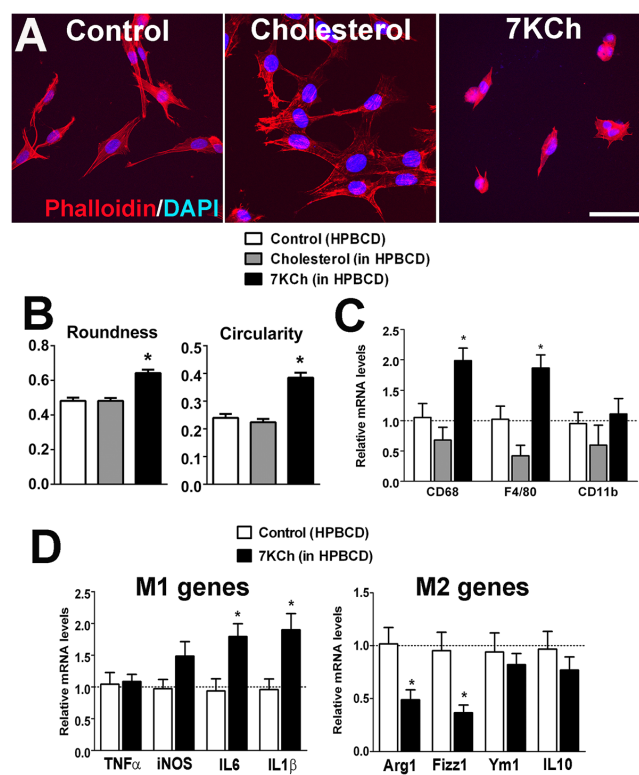 A
Control
Cholesterol
7KCh
Phalloidin/DAPI
Control (HPBCD)
Cholesterol (in HPBCD)
7KCh (in HPBCD)
B
Roundness
Circularity
0.8
0.6
0.4
0.2
0.0
*
0.5
0.4
0.3
0.2
0.1
0.0
*
C
Relative mRNA levels
2.5
2.0
1.5
1.0
0.5
0.0
*
*
CD68
F4/80
CD11b
Control (HPBCD)
7KCh (in HPBCD)
D
M1 genes
Relative mRNA levels
2.5
2.0
1.5
1.0
0.5
0.0
*
*
TNFα
iNOS
IL6
IL1β
M2 genes
Relative mRNA levels
1.5
1.0
0.5
0.0
*
*
Arg1
Fizz1
Ym1
IL10